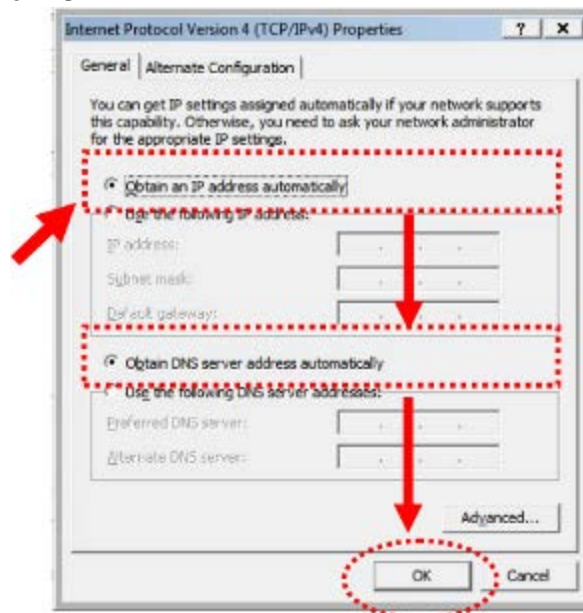 Internet Protocol Version 4 (TCP/IPv4) Properties
General
Alternate Configuration
You can get IP settings assigned automatically if your network supports
this capability. Otherwise, you need to ask your network administrator
for the appropriate IP settings.
Obtain an IP address automatically
Use the following IP address:
IP address:
Subnet mask:
Default gateway:
Obtain DNS server address automatically
Use the following DNS server addresses:
Preferred DNS server:
Alternate DNS server:
Advanced...
OK
Cancel